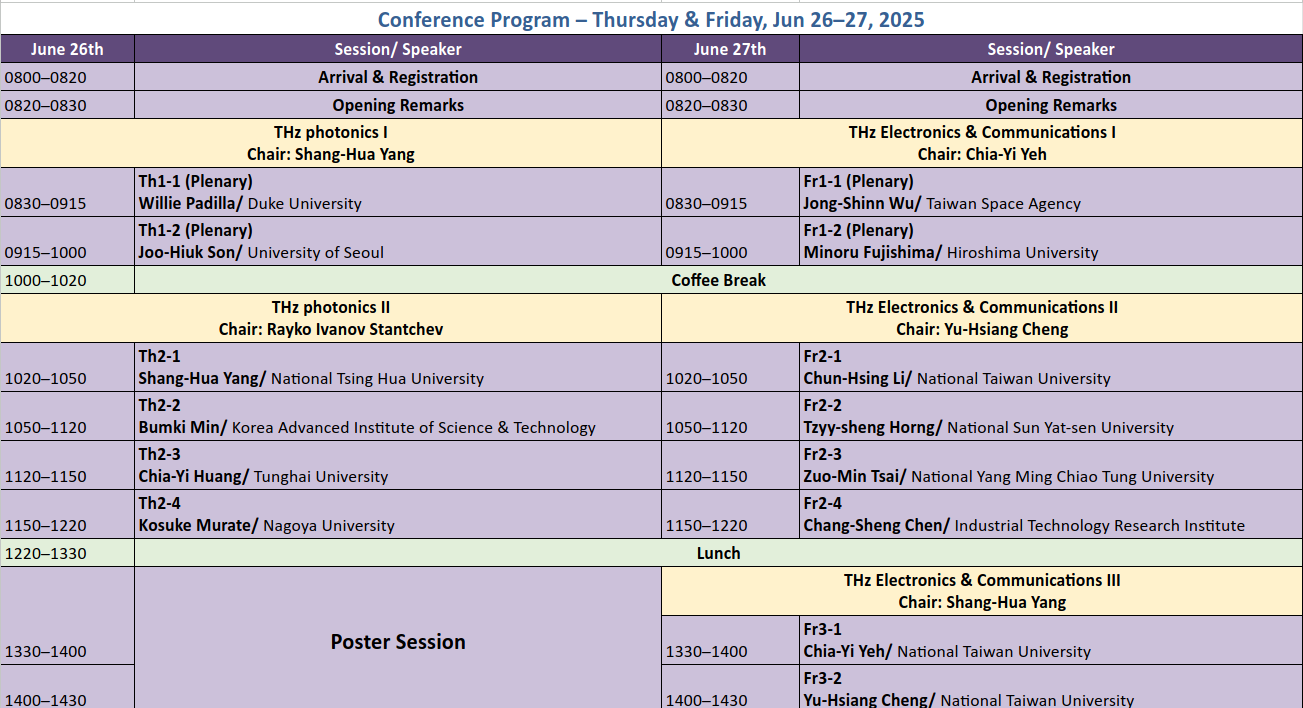 Conference Program – Thursday & Friday, Jun 26–27, 2025
June 26th Session/ Speaker June 27th Session/ Speaker
0800–0820 Arrival & Registration 0800–0820 Arrival & Registration
0820–0830 Opening Remarks 0820–0830 Opening Remarks
THz photonics I THz Electronics & Communications I
Chair: Shang-Hua Yang Chair: Chia-Yi Yeh
Th1-1 (Plenary) Fr1-1 (Plenary)
0830–0915 Willie Padilla/ Duke University 0830–0915 Jong-Shinn Wu/ Taiwan Space Agency
Th1-2 (Plenary) Fr1-2 (Plenary)
0915–1000 Joo-Hiuk Son/ University of Seoul 0915–1000 Minoru Fujishima/ Hiroshima University
1000–1020 Coffee Break
THz photonics II THz Electronics & Communications II
Chair: Rayko Ivanov Stantchev Chair: Yu-Hsiang Cheng
Th2-1 Fr2-1
1020–1050 Shang-Hua Yang/ National Tsing Hua University 1020–1050 Chun-Hsing Li/ National Taiwan University
Th2-2 Fr2-2
1050–1120 Bumki Min/ Korea Advanced Institute of Science & Technology 1050–1120 Tzyy-sheng Horng/ National Sun Yat-sen University
Th2-3 Fr2-3
1120–1150 Chia-Yi Huang/ Tunghai University 1120–1150 Zuo-Min Tsai/ National Yang Ming Chiao Tung University
Th2-4 Fr2-4
1150–1220 Kosuke Murate/ Nagoya University 1150–1220 Chang-Sheng Chen/ Industrial Technology Research Institute
1220–1330 Lunch
THz Electronics & Communications III
Chair: Shang-Hua Yang
Fr3-1
Poster Session
1330–1400 1330–1400 Chia-Yi Yeh/ National Taiwan University
Fr3-2
1400–1430 1400–1430 Yu-Hsiang Cheng/ National Taiwan University